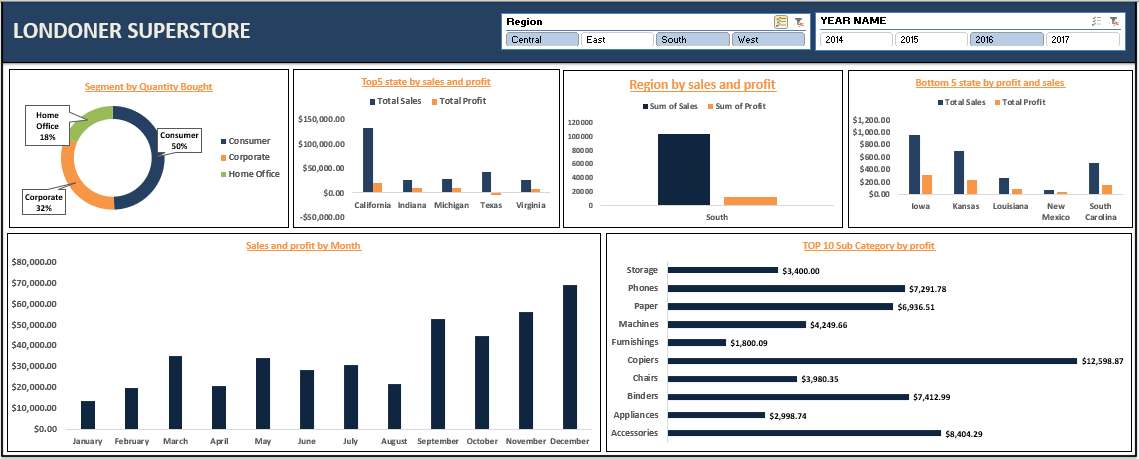 LONDONER SUPERSTORE
Region
Central East South West
YEAR NAME
2014 2015 2016 2017
Segment by Quantity Bought
Home
Office
18%
Consumer
50%
Corporate
32%
Consumer
Corporate
Home Office
Top5 state by sales and profit
Total Sales Total Profit
$150,000.00
$100,000.00
$50,000.00
$0.00
-$50,000.00
California Indiana Michigan Texas Virginia
Region by sales and profit
Sum of Sales Sum of Profit
120000
100000
80000
60000
40000
20000
0
South
Bottom 5 state by profit and sales
Total Sales Total Profit
$1,200.00
$1,000.00
$800.00
$600.00
$400.00
$200.00
$0.00
Iowa Kansas Louisiana New South
Mexico Carolina
Sales and profit by Month
$80,000.00
$70,000.00
$60,000.00
$50,000.00
$40,000.00
$30,000.00
$20,000.00
$10,000.00
$0.00
January February March April May June July August September October November December
TOP 10 Sub Category by profit
Storage $3,400.00
Phones $7,291.78
Paper $6,936.51
Machines $4,249.66
Furnishings $1,800.09
Copiers $12,598.87
Chairs $3,980.35
Binders $7,412.99
Appliances $2,998.74
Accessories $8,404.29